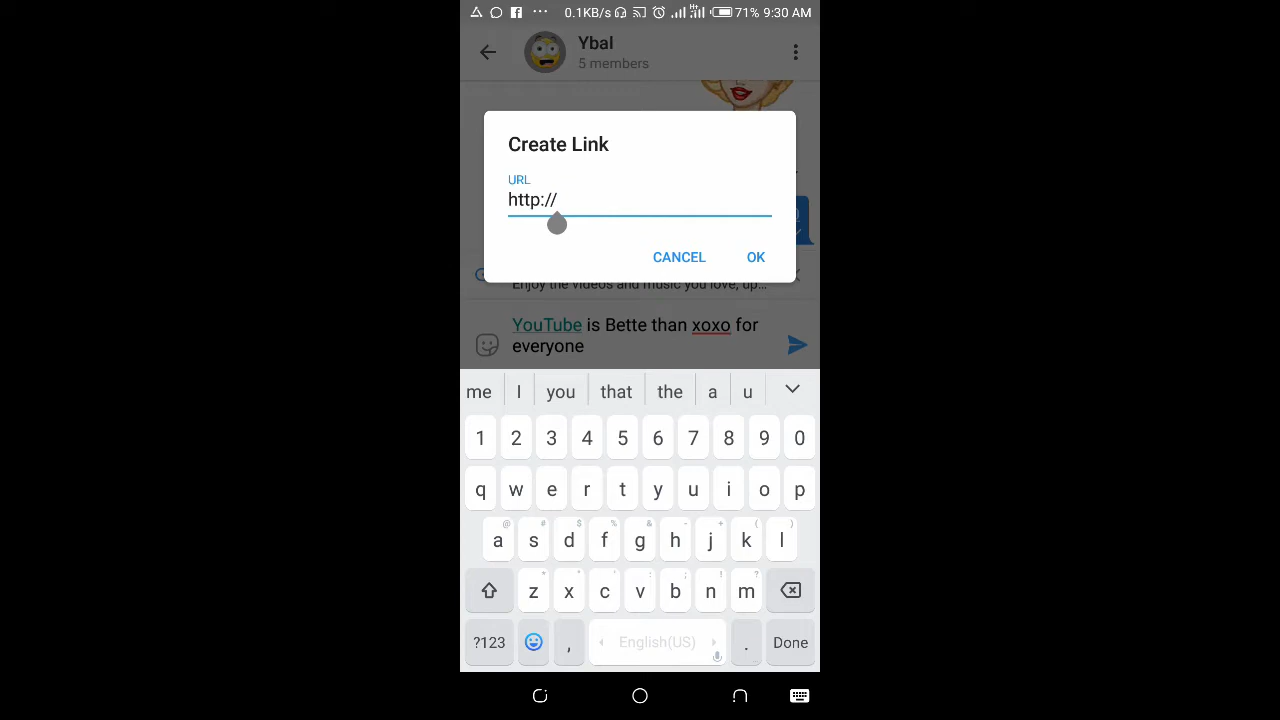 0.1KB/s 71% 9:30 AM
Ybal
5 members
Create Link
URL
http://
CANCEL OK
Enjoy the videos and music you love, up...
YouTube is Bette than xoxo for
everyone
me I you that the a u
1 2 3 4 5 6 7 8 9 0
q w e r t y u i o p
@ # $ % & - + ( )
a s d f g h j k l
z x c v b n m
?123 , English(US) . Done